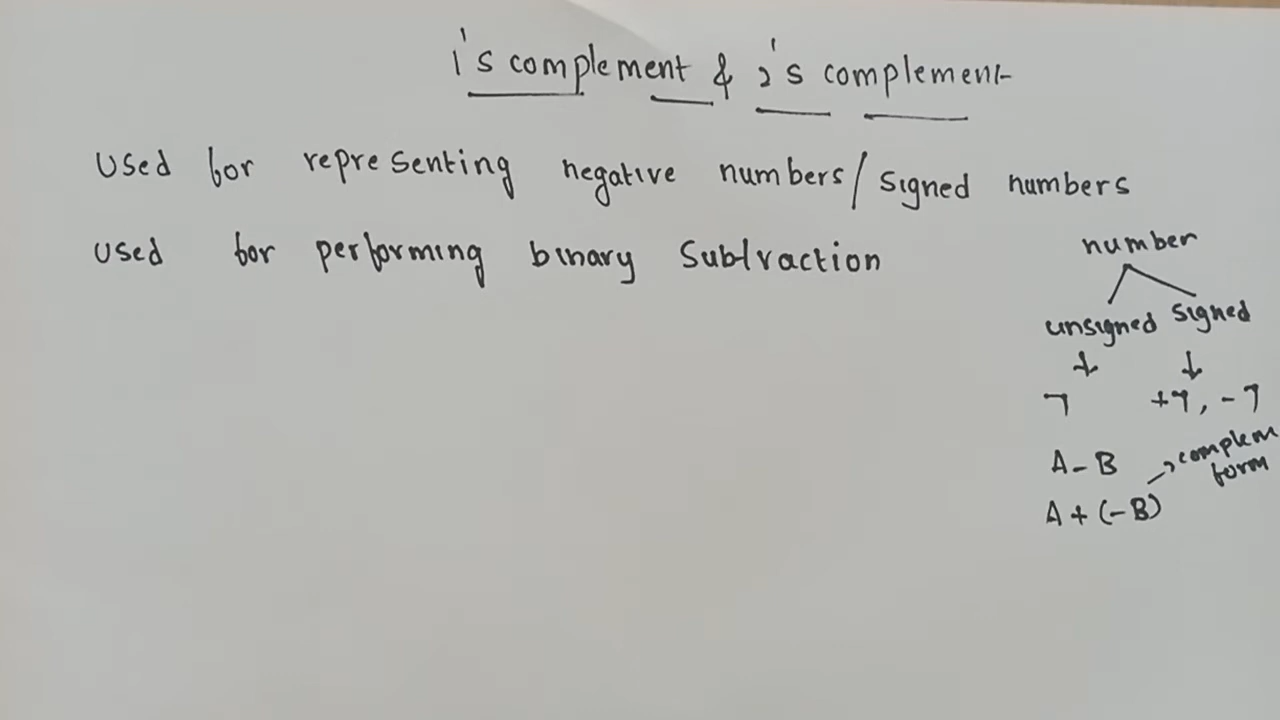 1's complement & 2's complement
Used for representing negative numbers/signed numbers
Used for performing binary Subtraction
number
unsigned signed
7 +7, -7
A-B complem
form
A+(-B)